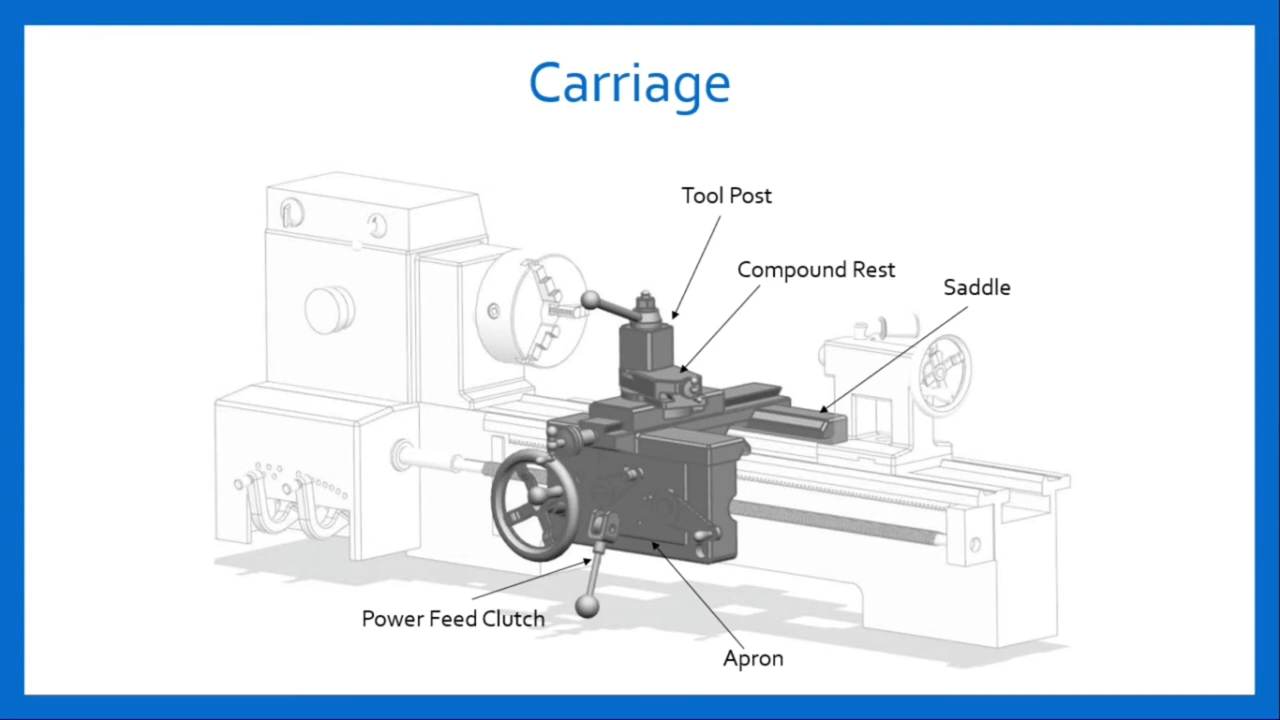 Carriage
Tool Post
Compound Rest
Saddle
Power Feed Clutch
Apron